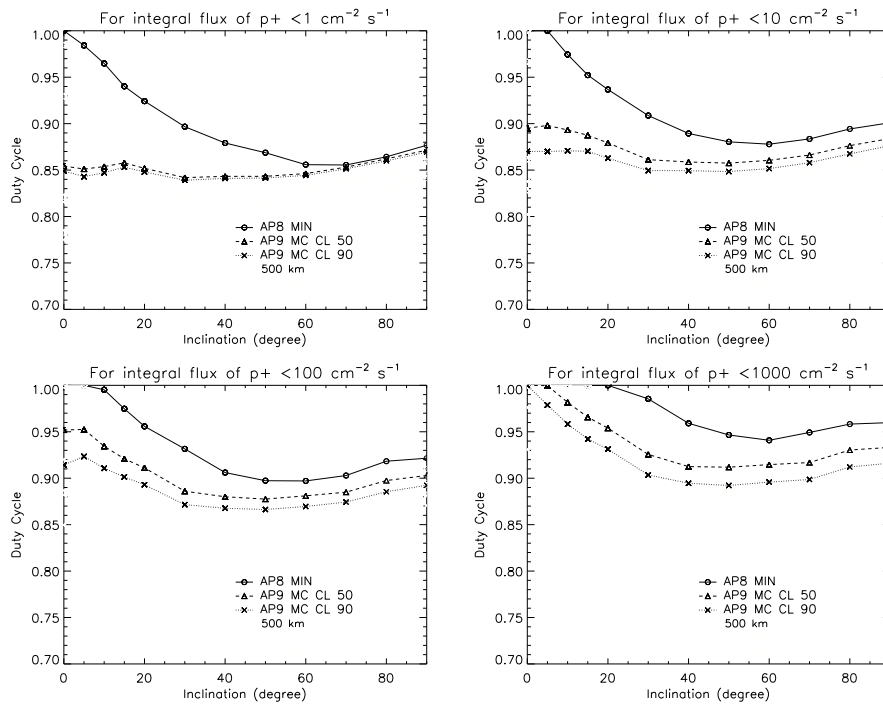 For integral flux of p+ <1 cm⁻² s⁻¹
1.00
0.95
0.90
0.85
0.80
0.75
0.70
Duty Cycle
AP8 MIN
AP9 MC CL 50
AP9 MC CL 90
500 km
0 20 40 60 80
Inclination (degree)
For integral flux of p+ <10 cm⁻² s⁻¹
1.00
0.95
0.90
0.85
0.80
0.75
0.70
Duty Cycle
AP8 MIN
AP9 MC CL 50
AP9 MC CL 90
500 km
0 20 40 60 80
Inclination (degree)
For integral flux of p+ <100 cm⁻² s⁻¹
1.00
0.95
0.90
0.85
0.80
0.75
0.70
Duty Cycle
AP8 MIN
AP9 MC CL 50
AP9 MC CL 90
500 km
0 20 40 60 80
Inclination (degree)
For integral flux of p+ <1000 cm⁻² s⁻¹
1.00
0.95
0.90
0.85
0.80
0.75
0.70
Duty Cycle
AP8 MIN
AP9 MC CL 50
AP9 MC CL 90
500 km
0 20 40 60 80
Inclination (degree)